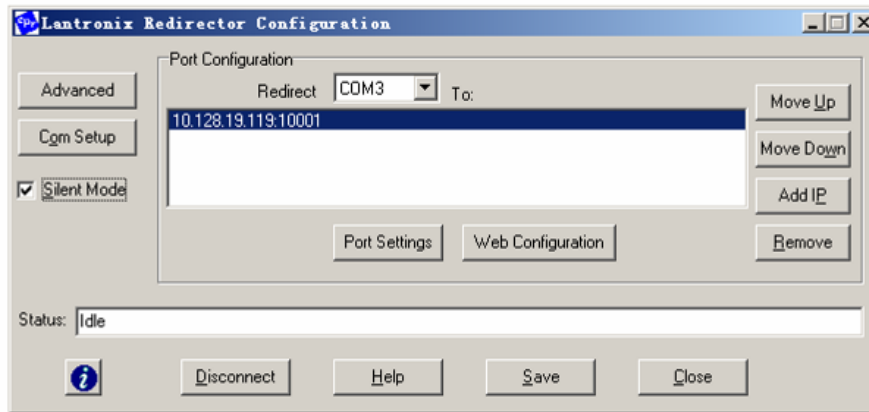 Lantronix Redirector Configuration
Port Configuration
Advanced
Redirect COM3 To:
Move Up
10.128.19.119:10001
Com Setup
Move Down
Silent Mode
Add IP
Port Settings Web Configuration Remove
Status: Idle
Disconnect Help Save Close